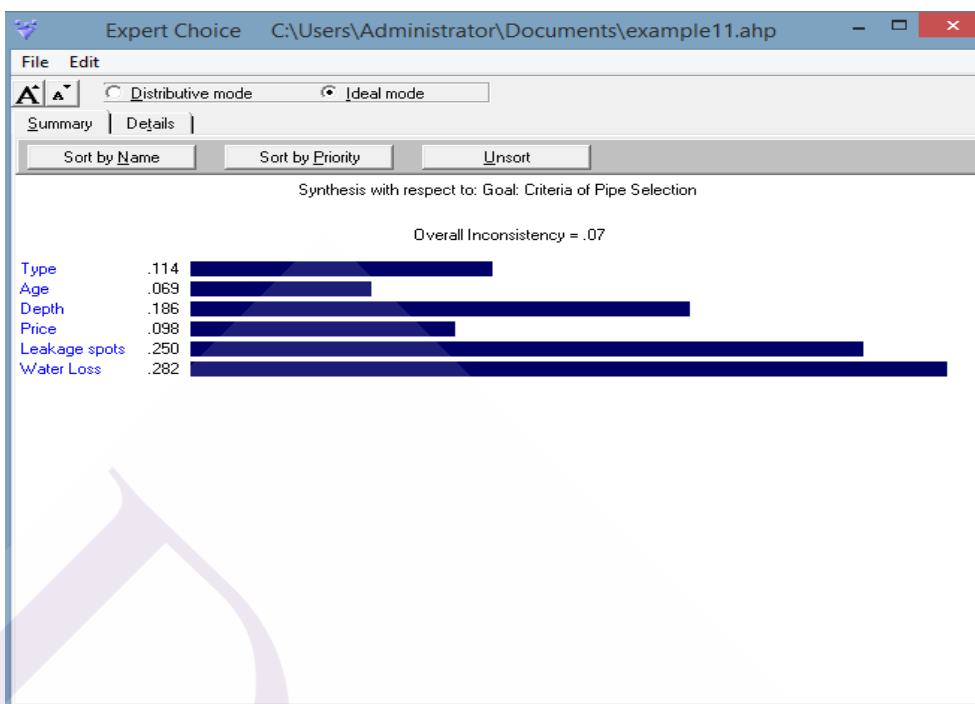 Expert Choice C:\Users\Administrator\Documents\example11.ahp
File Edit
A A Distributive mode Ideal mode
Summary Details
Sort by Name Sort by Priority Unsort
Synthesis with respect to: Goal: Criteria of Pipe Selection
Overall Inconsistency = .07
Type .114
Age .069
Depth .186
Price .098
Leakage spots .250
Water Loss .282